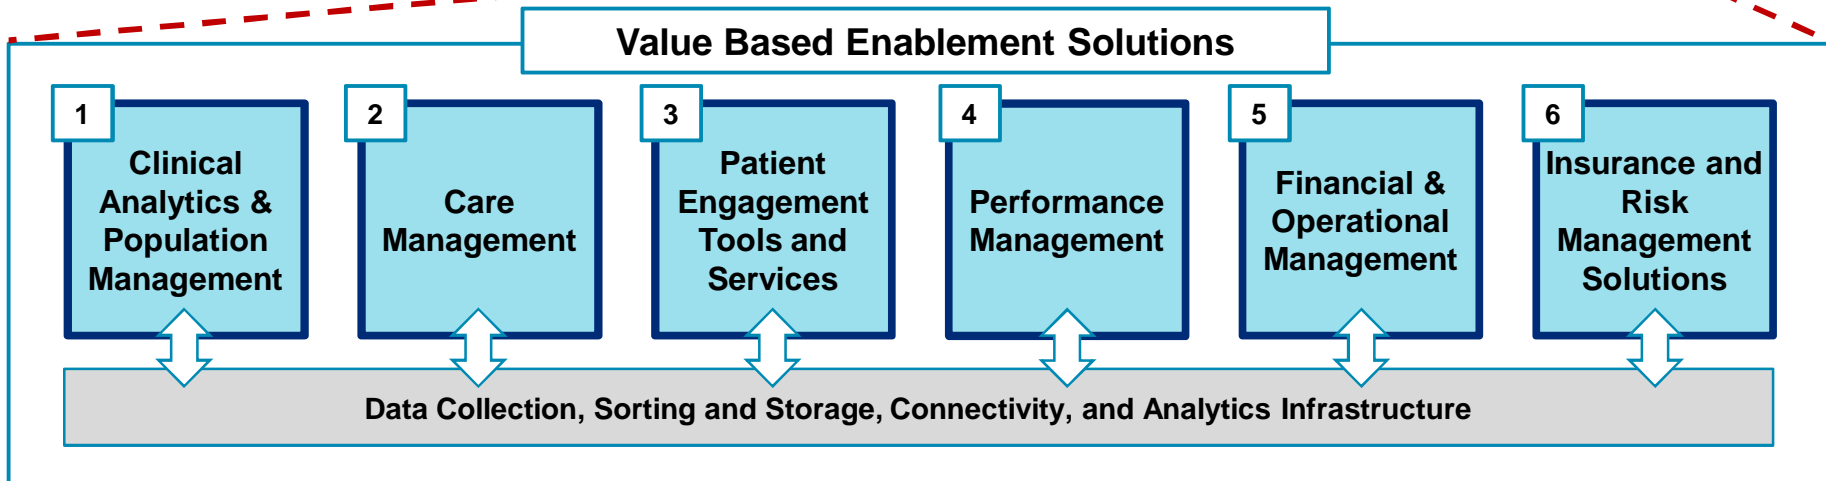 Value Based Enablement Solutions
1
Clinical
Analytics &
Population
Management
2
Care
Management
3
Patient
Engagement
Tools and
Services
4
Performance
Management
5
Financial &
Operational
Management
6
Insurance and
Risk
Management
Solutions
Data Collection, Sorting and Storage, Connectivity, and Analytics Infrastructure